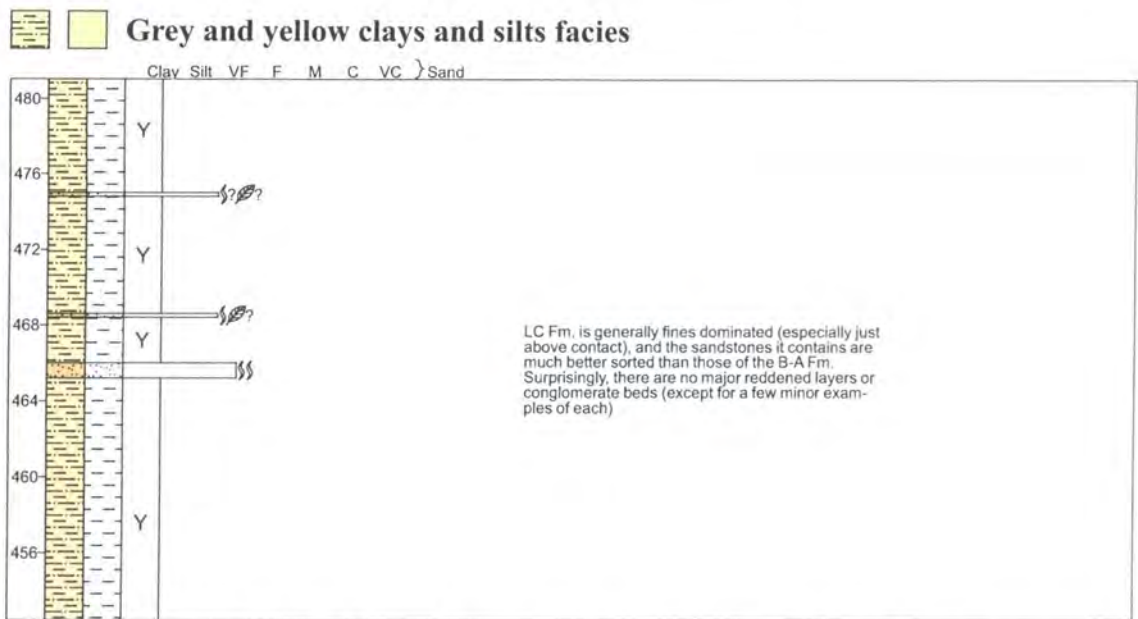 Grey and yellow clays and silts facies
Clay Silt VF F M C VC }Sand
480
Y
476
?
?
472
Y
468
?
Y
LC Fm. is generally fines dominated (especially just
above contact), and the sandstones it contains are
much better sorted than those of the B-A Fm.
Surprisingly, there are no major reddened layers or
conglomerate beds (except for a few minor exam-
ples of each)
464
460
Y
456